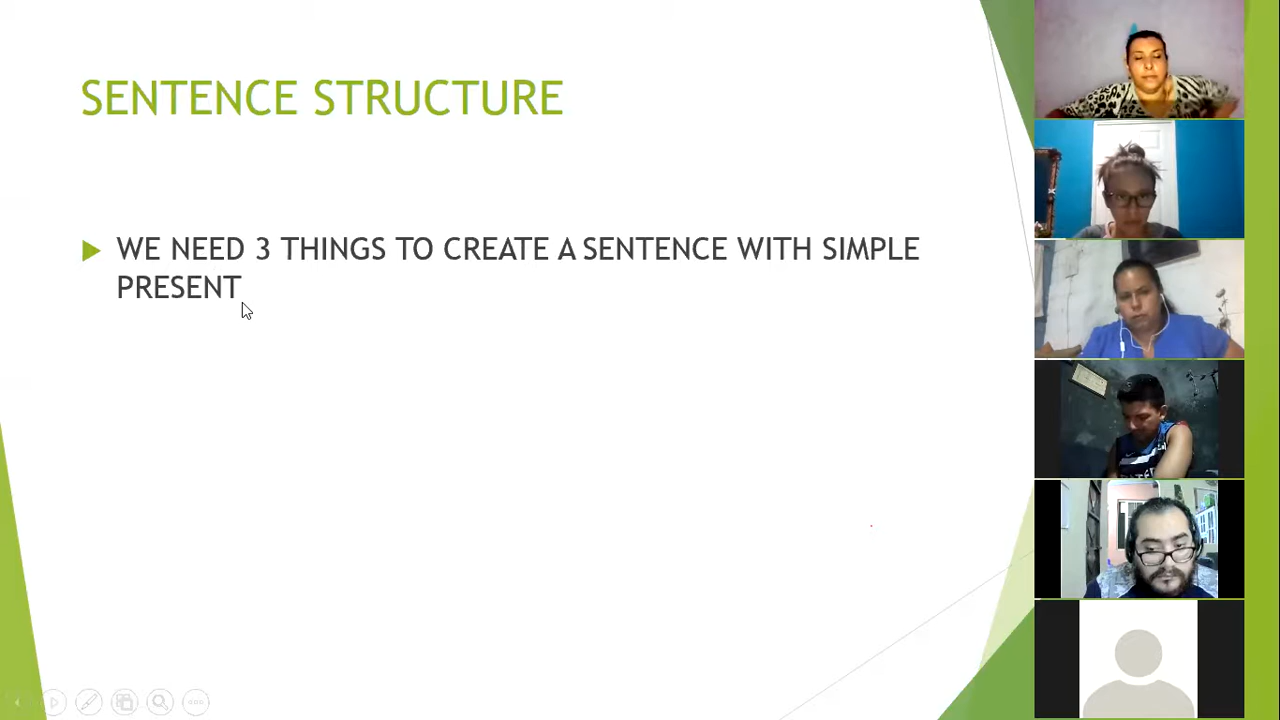 SENTENCE STRUCTURE
WE NEED 3 THINGS TO CREATE A SENTENCE WITH SIMPLE
PRESENT